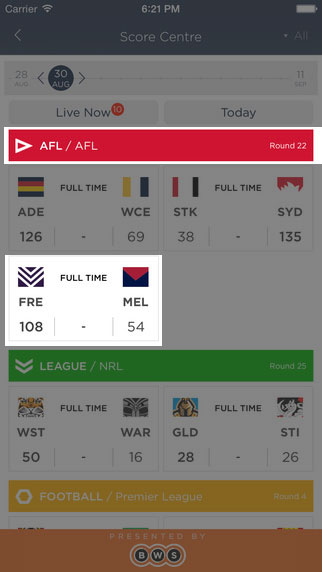 Carrier 6:21 PM
Score Centre • All
28 AUG 30 AUG 11 SEP
Live Now 10 Today
AFL / AFL Round 22
FULL TIME FULL TIME
ADE WCE STK SYD
126 - 69 38 - 135
FULL TIME
FRE MEL
108 - 54
LEAGUE / NRL Round 25
FULL TIME FULL TIME
WST WAR GLD STI
50 - 16 28 - 26
FOOTBALL / Premier League Round 4
PRESENTED BY
BWS